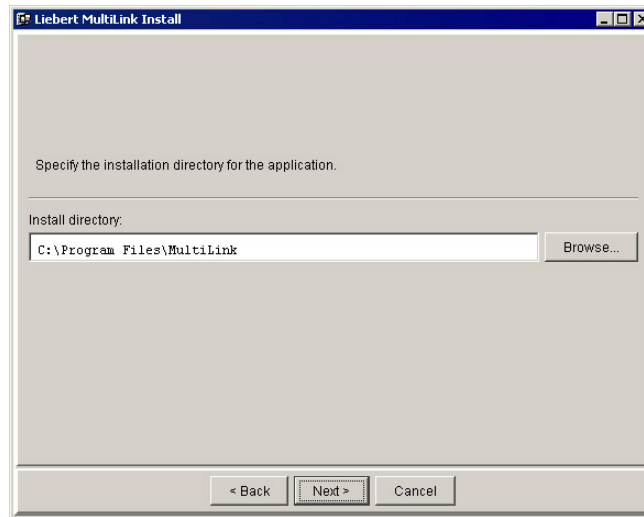 Liebert MultiLink Install
Specify the installation directory for the application.
Install directory:
C:\Program Files\MultiLink
Browse...
< Back
Next >
Cancel